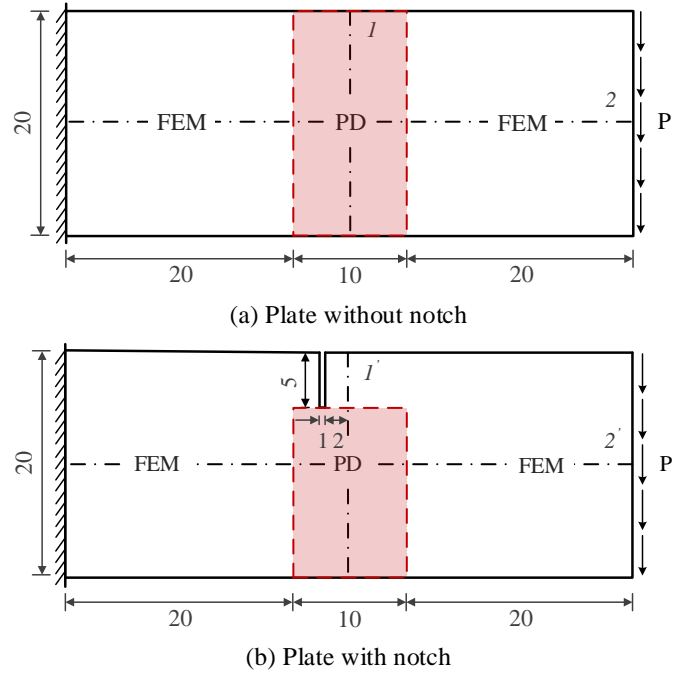 1
20
FEM
PD
FEM
2
P
20
10
20
(a) Plate without notch
5
1'
20
1 2
FEM
PD
FEM
2'
P
20
10
20
(b) Plate with notch